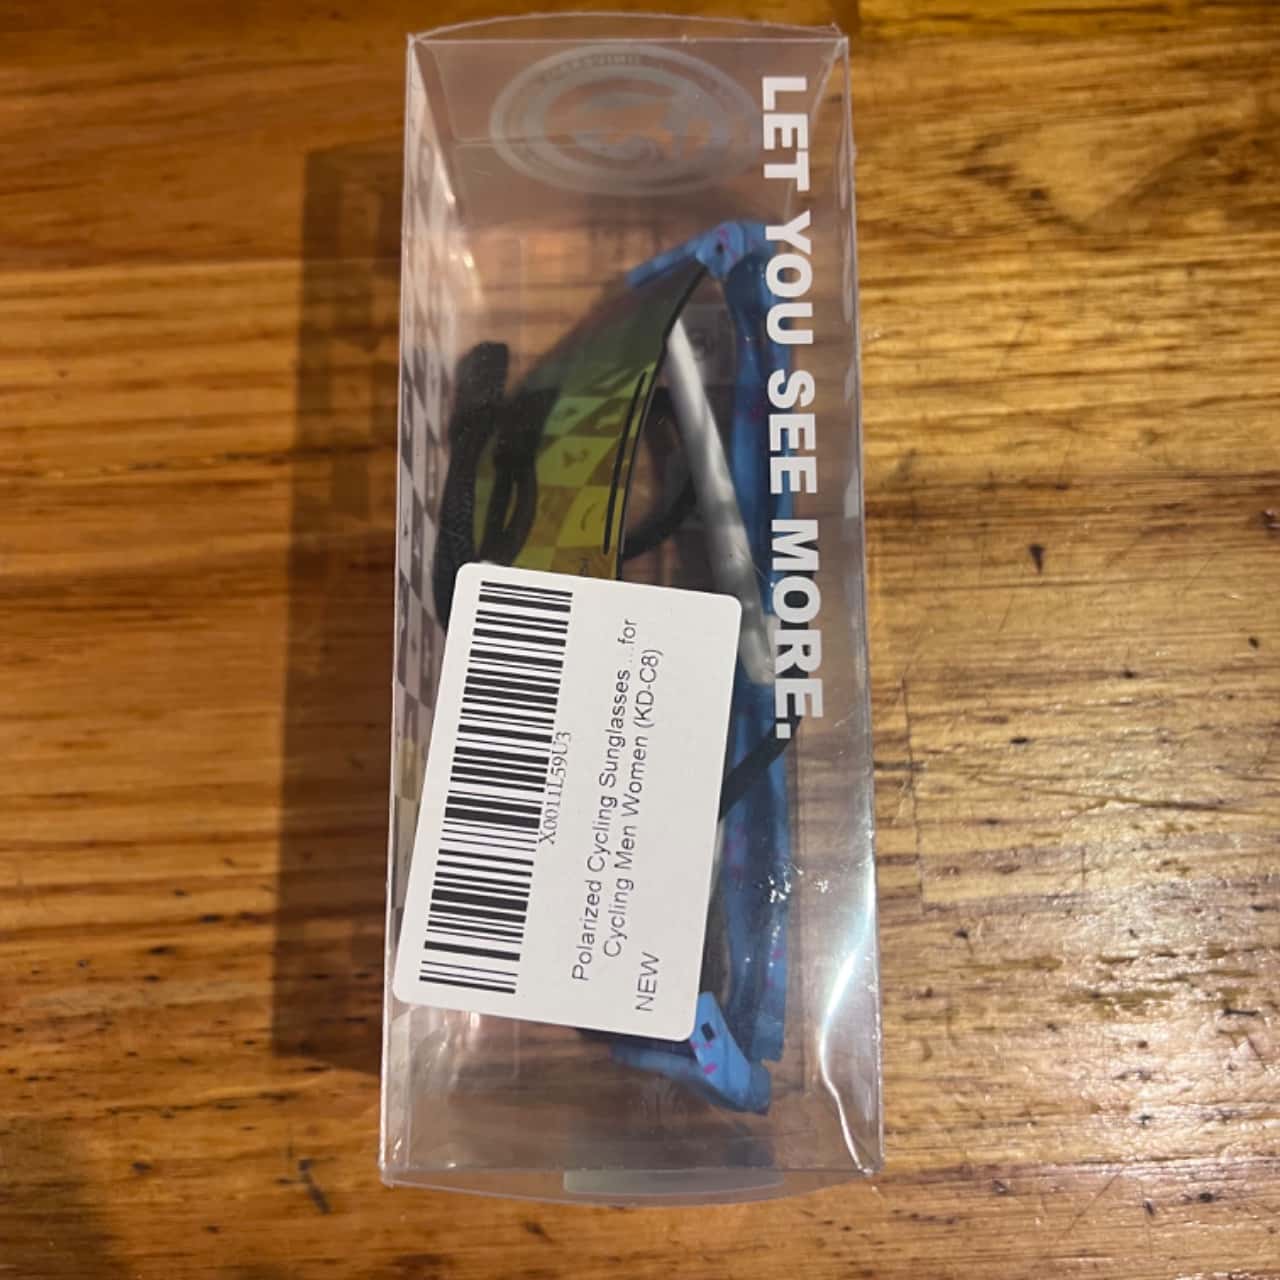 LET YOU SEE MORE.
X0011L59U3
Polarized Cycling Sunglasses...for
Cycling Men Women (KD-C8)
NEW